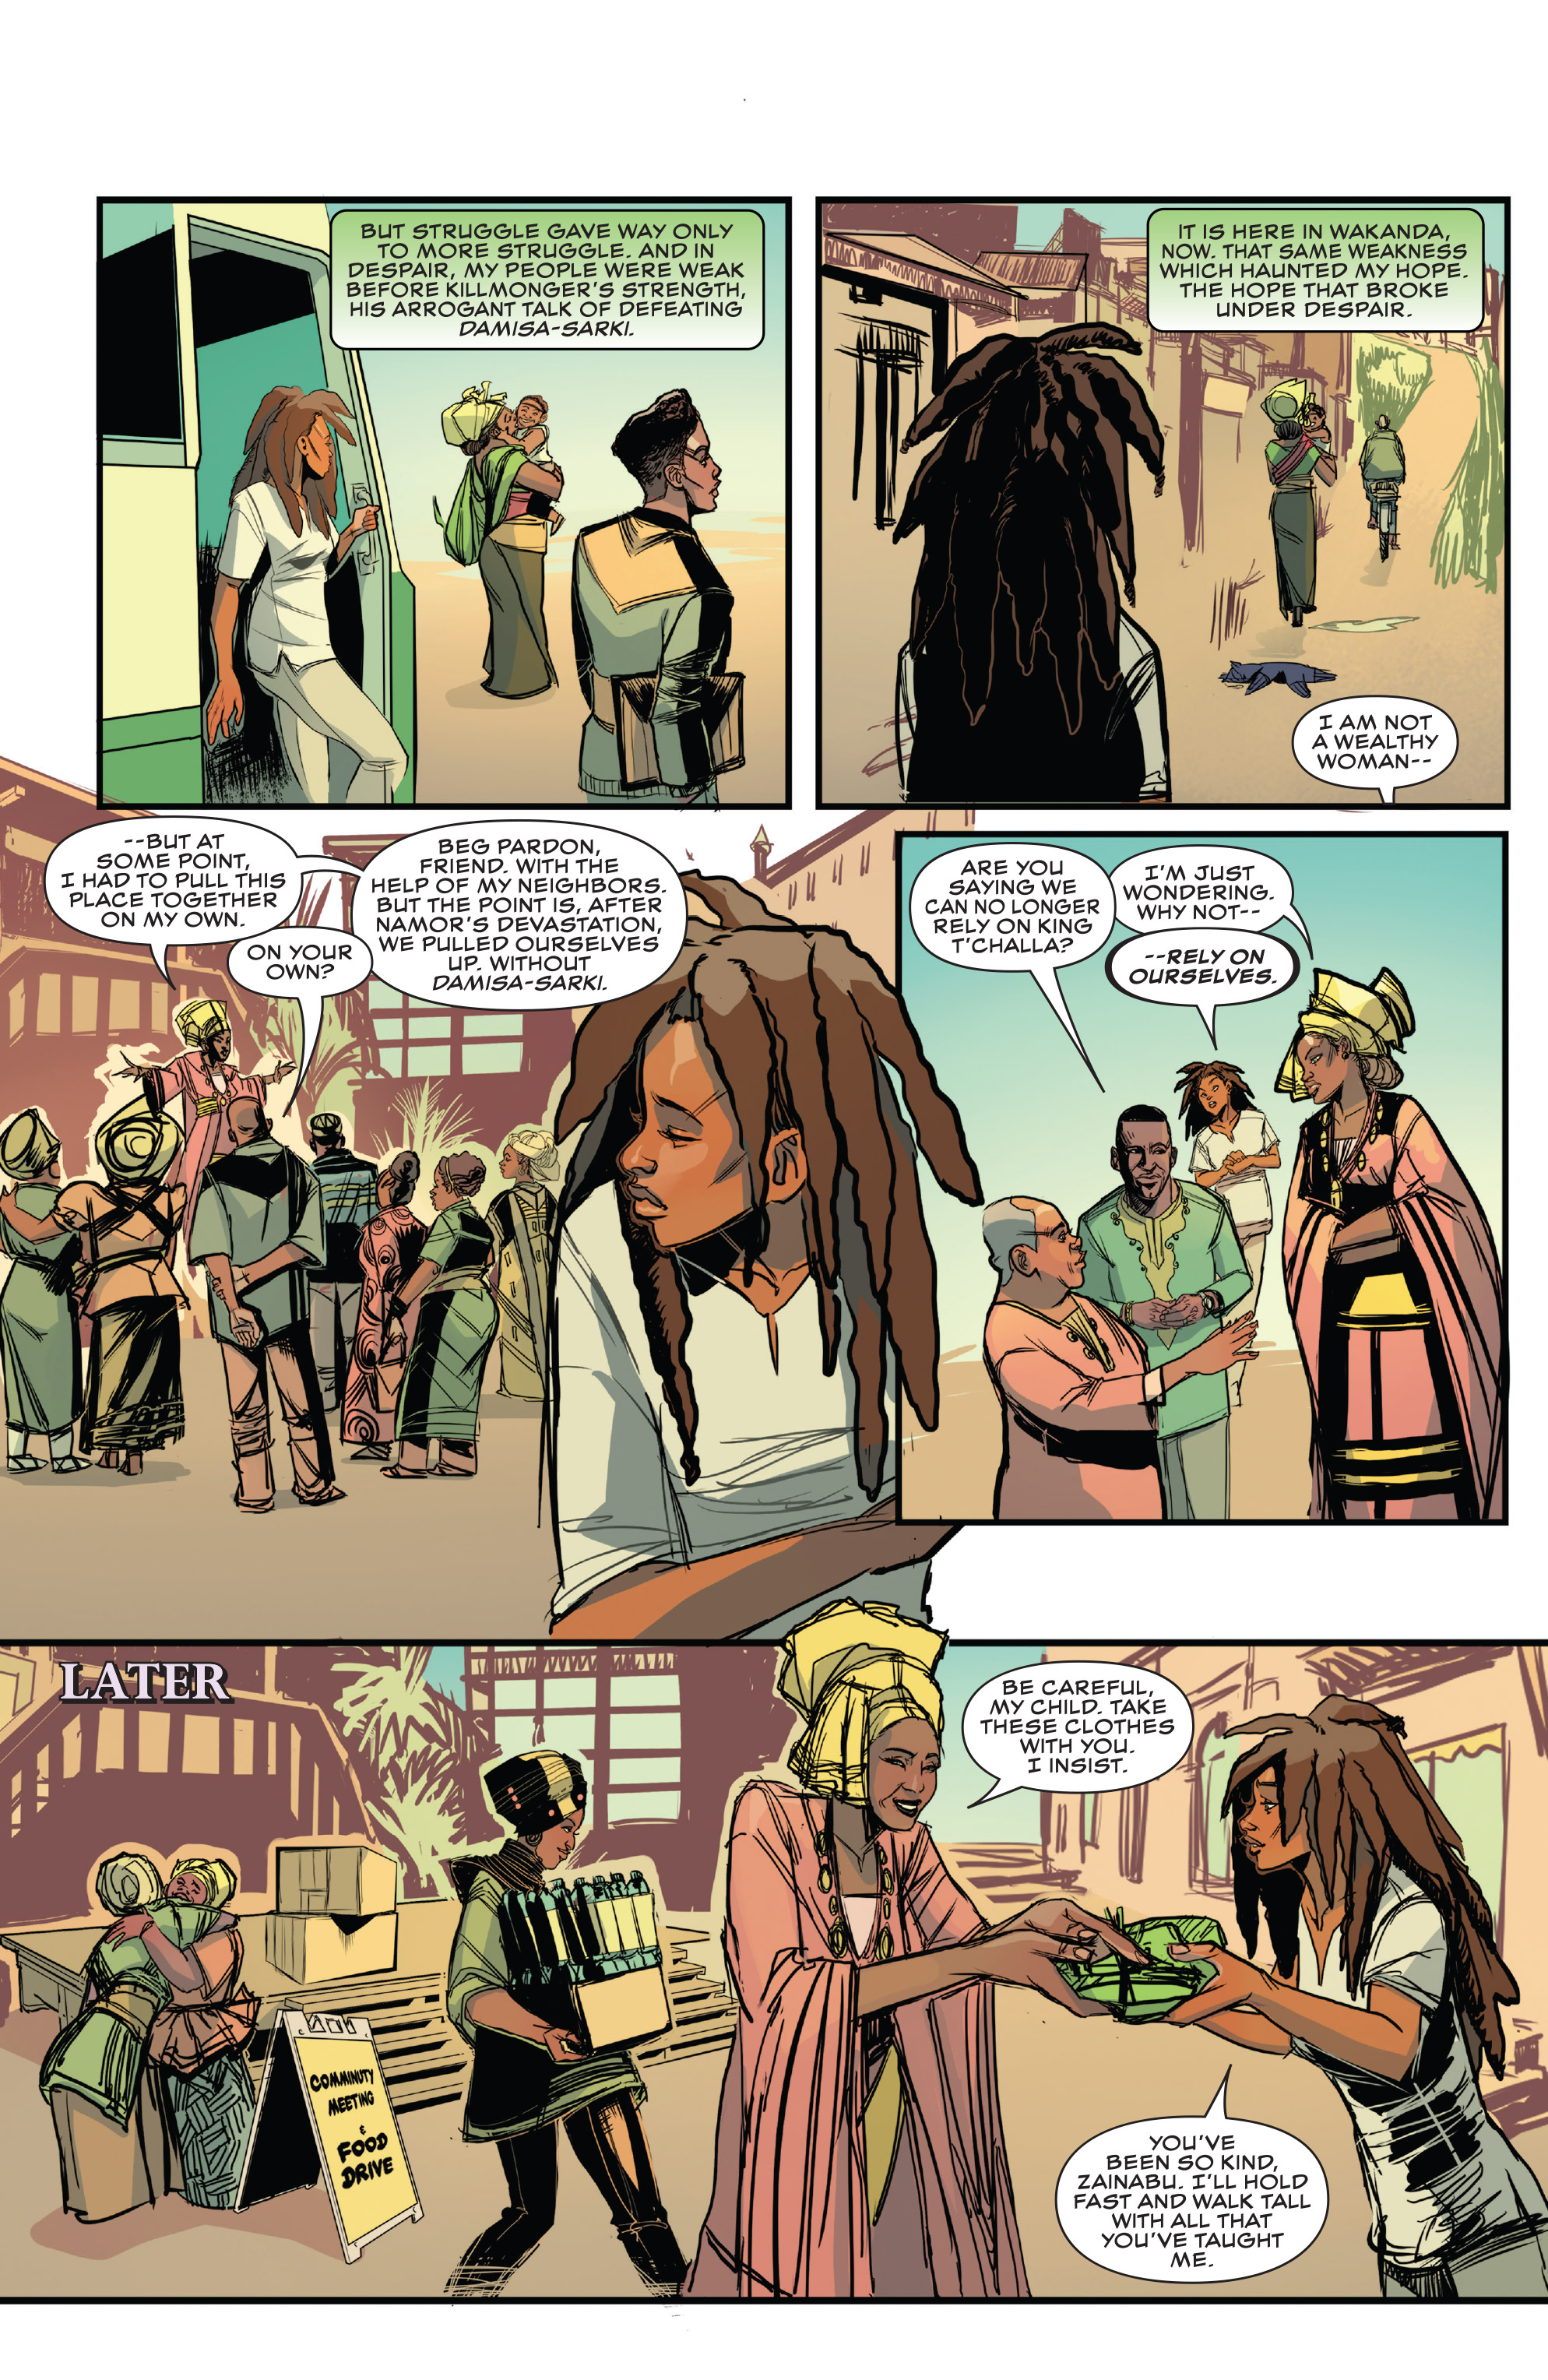 BUT STRUGGLE GAVE WAY ONLY
TO MORE STRUGGLE. AND IN
DESPAIR, MY PEOPLE WERE WEAK
BEFORE KILLMONGER'S STRENGTH,
HIS ARROGANT TALK OF DEFEATING
DAMISA-SARKI.
IT IS HERE IN WAKANDA,
NOW. THAT SAME WEAKNESS
WHICH HAUNTED MY HOPE.
THE HOPE THAT BROKE
UNDER DESPAIR.
I AM NOT
A WEALTHY
WOMAN--
--BUT AT
SOME POINT,
I HAD TO PULL THIS
PLACE TOGETHER
ON MY OWN.
ON YOUR
OWN?
BEG PARDON,
FRIEND. WITH THE
HELP OF MY NEIGHBORS.
BUT THE POINT IS, AFTER
NAMOR'S DEVASTATION,
WE PULLED OURSELVES
UP. WITHOUT
DAMISA-SARKI.
ARE YOU
SAYING WE
CAN NO LONGER
RELY ON KING
T'CHALLA?
I'M JUST
WONDERING.
WHY NOT--
--RELY ON
OURSELVES.
LATER
BE CAREFUL,
MY CHILD. TAKE
THESE CLOTHES
WITH YOU.
I INSIST.
COMMINUTY
MEETING
&
FOOD
DRIVE
YOU'VE
BEEN SO KIND,
ZAINABU. I'LL HOLD
FAST AND WALK TALL
WITH ALL THAT
YOU'VE TAUGHT
ME.